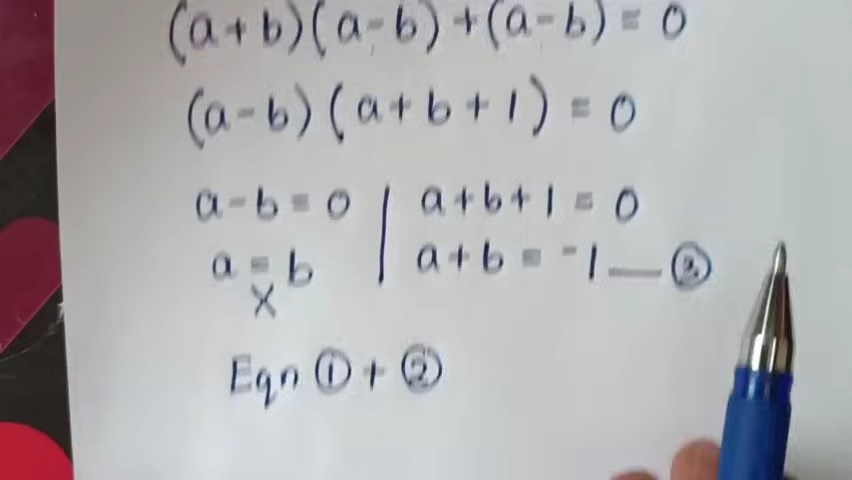 (a+b)(a-b)+(a-b)=0
(a-b)(a+b+1)=0
a-b=0 | a+b+1=0
a=b | a+b=-1 — ③
X
Eqn ①+②